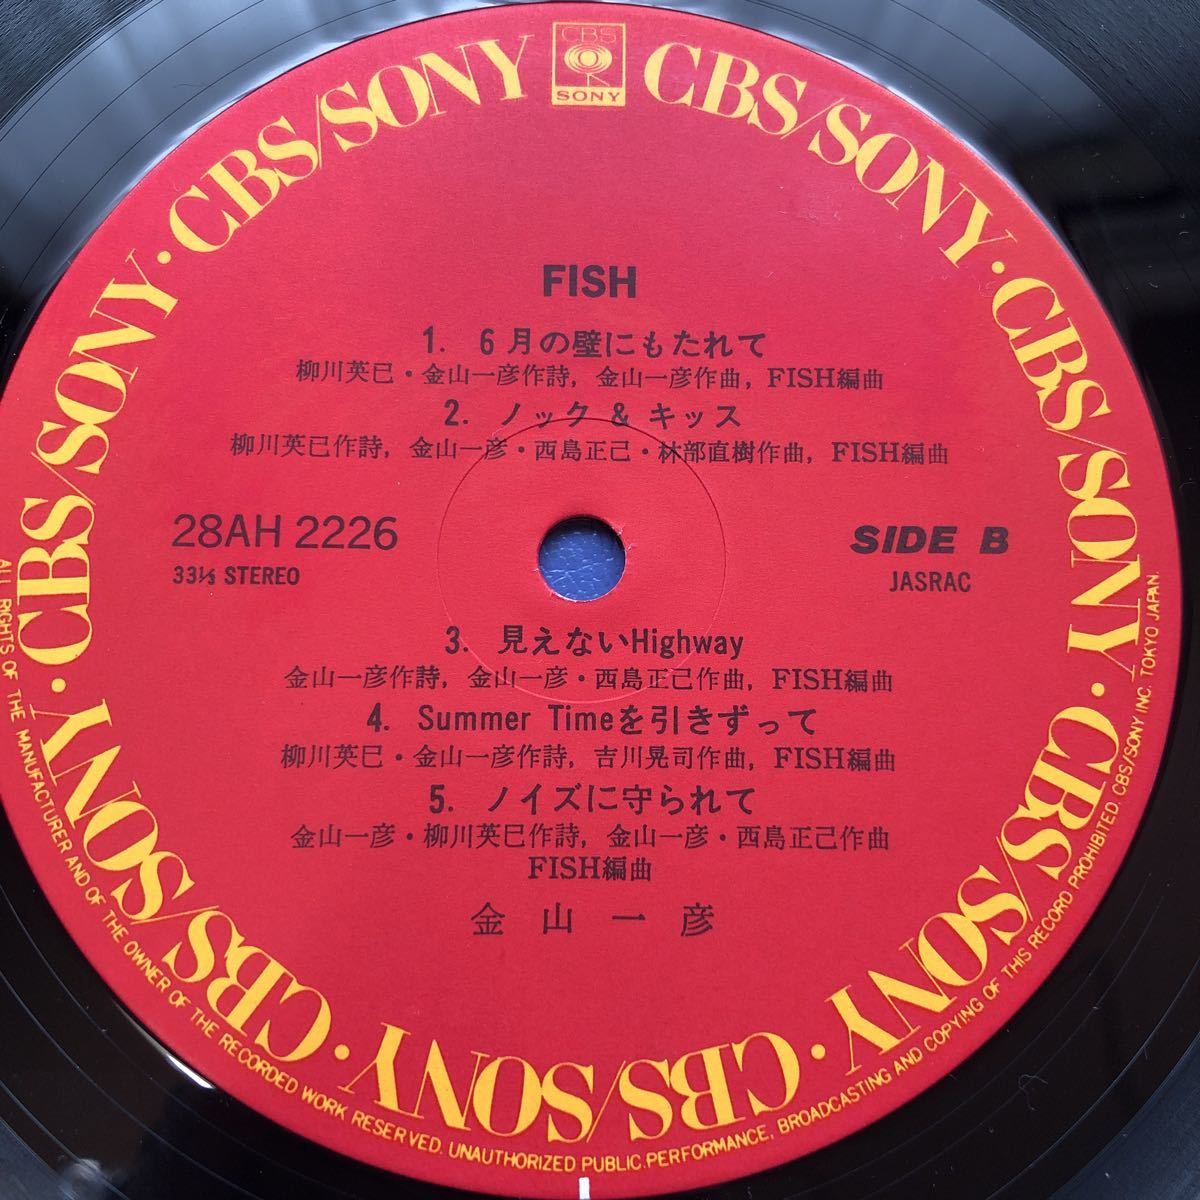 CBS
SONY
CBS/SONY · CBS/SONY · CBS/SONY · CBS/SONY · CBS/SONY · CBS/SONY · CBS/SONY · CBS/SONY · CBS/SONY · CBS/SONY
FISH
1. 6月の壁にもたれて
柳川英巳・金山一彦作詩, 金山一彦作曲, FISH編曲
2. ノック & キッス
柳川英巳作詩, 金山一彦・西島正己・林部直樹作曲, FISH編曲
28AH 2226
33⅓ STEREO
SIDE B
JASRAC
3. 見えないHighway
金山一彦作詩, 金山一彦・西島正己作曲, FISH編曲
4. Summer Timeを引きずって
柳川英巳・金山一彦作詩, 吉川晃司作曲, FISH編曲
5. ノイズに守られて
金山一彦・柳川英巳作詩, 金山一彦・西島正己作曲
FISH編曲
金山一彦
ALL RIGHTS OF THE MANUFACTURER AND OF THE OWNER OF THE RECORDED WORK RESERVED. UNAUTHORIZED PUBLIC PERFORMANCE, BROADCASTING AND COPYING OF THIS RECORD PROHIBITED. CBS/SONY INC. TOKYO JAPAN.